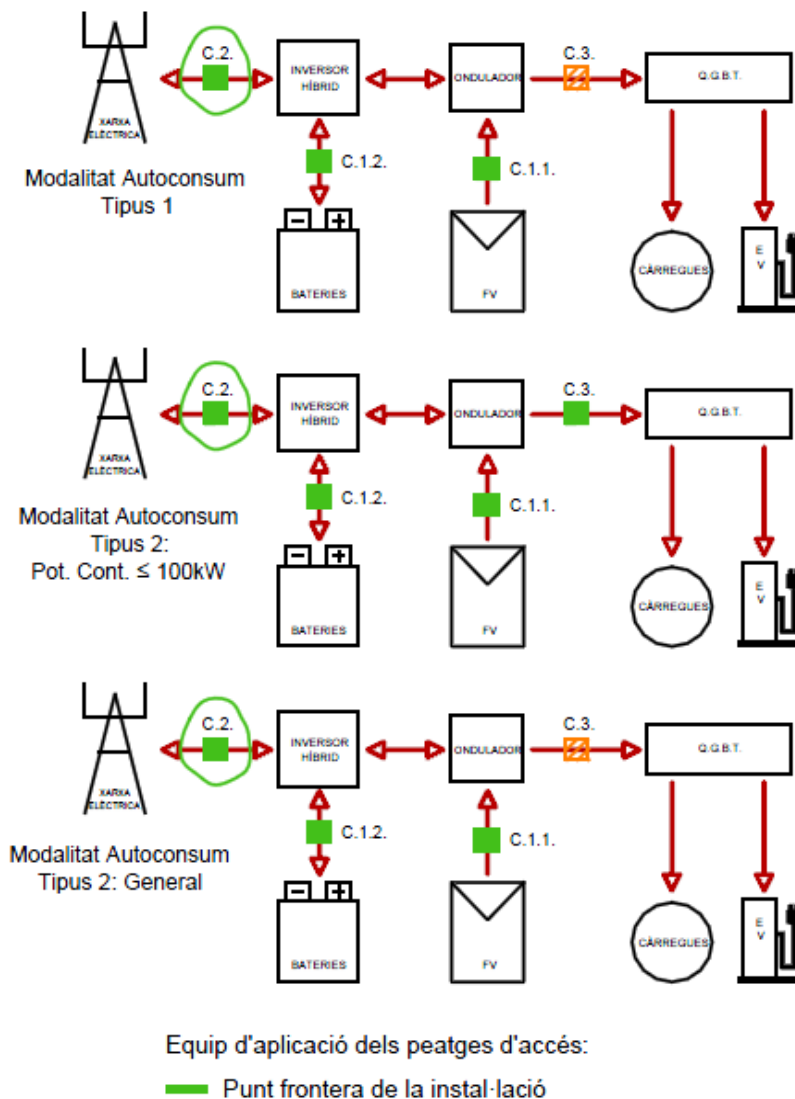 C.2.
C.3.
INVERSOR
HÍBRID
ONDULADOR
Q.G.B.T.
XARXA
ELÈCTRICA
C.1.2.
C.1.1.
Modalitat Autoconsum
Tipus 1
BATERIES
FV
CÀRREGUES
E
V
C.2.
C.3.
INVERSOR
HÍBRID
ONDULADOR
Q.G.B.T.
XARXA
ELÈCTRICA
C.1.2.
C.1.1.
Modalitat Autoconsum
Tipus 2:
Pot. Cont. ≤ 100kW
BATERIES
FV
CÀRREGUES
E
V
C.2.
C.3.
INVERSOR
HÍBRID
ONDULADOR
Q.G.B.T.
XARXA
ELÈCTRICA
C.1.2.
C.1.1.
Modalitat Autoconsum
Tipus 2: General
BATERIES
FV
CÀRREGUES
E
V
Equip d'aplicació dels peatges d'accés:
Punt frontera de la instal·lació